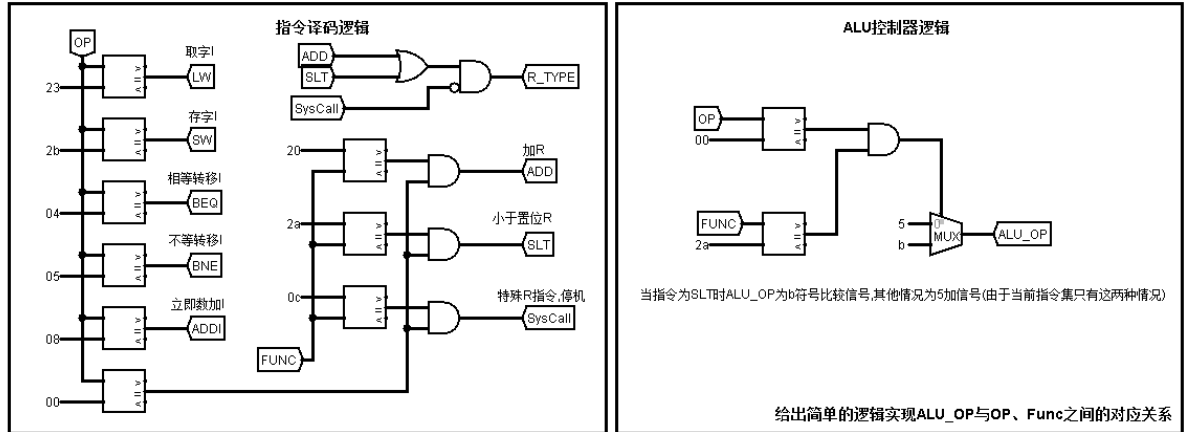 指令译码逻辑
OP
取字I
LW
23
存字I
SW
2b
相等转移I
BEQ
04
不等转移I
BNE
05
立即数加I
ADDI
08
00
ADD
SLT
R_TYPE
SysCall
20
加R
ADD
2a
小于置位R
SLT
0c
特殊R指令,停机
SysCall
FUNC
ALU控制器逻辑
OP
00
FUNC
2a
5
b
0
MUX
ALU_OP
当指令为SLT时ALU_OP为b符号比较信号,其他情况为5加信号(由于当前指令集只有这两种情况)
给出简单的逻辑实现ALU_OP与OP、Func之间的对应关系